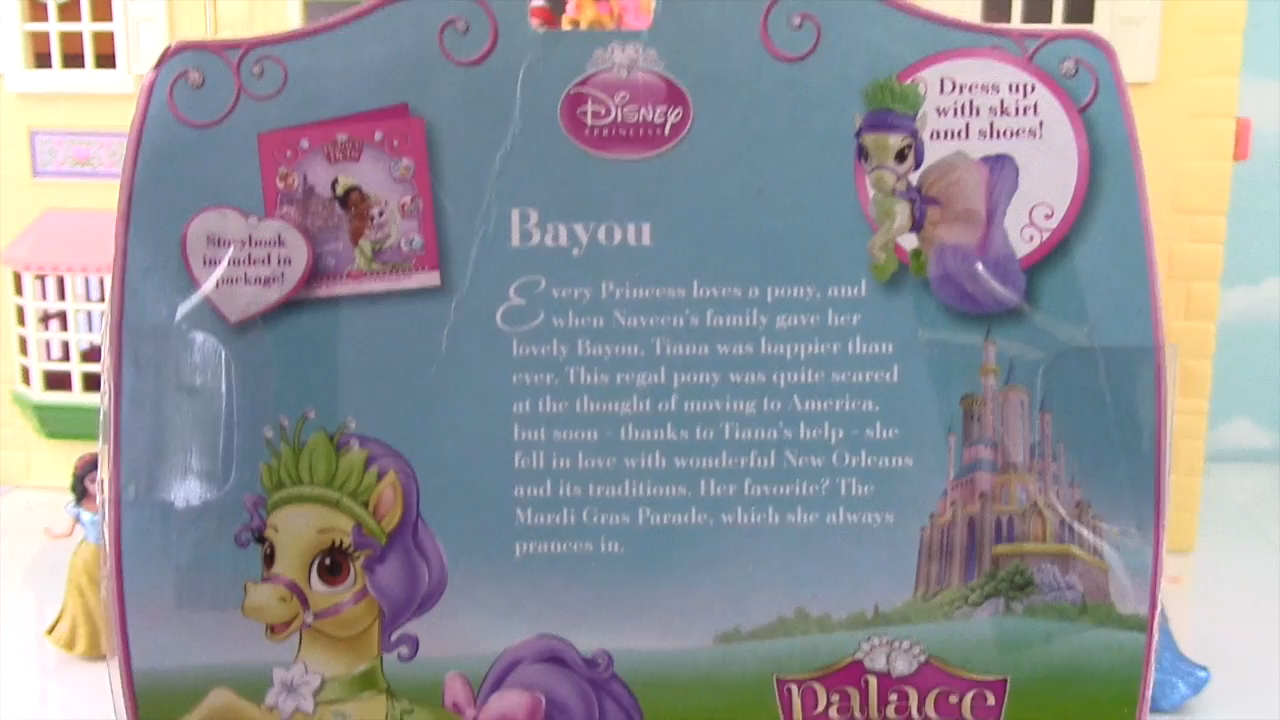 Disney
PRINCESS
Dress up
with skirt
and shoes!
Storybook
included in
package!
Bayou
Every Princess loves a pony, and
when Naveen's family gave her
lovely Bayou, Tiana was happier than
ever. This regal pony was quite scared
at the thought of moving to America,
but soon - thanks to Tiana's help - she
fell in love with wonderful New Orleans
and its traditions. Her favorite? The
Mardi Gras Parade, which she always
prances in.
Palace